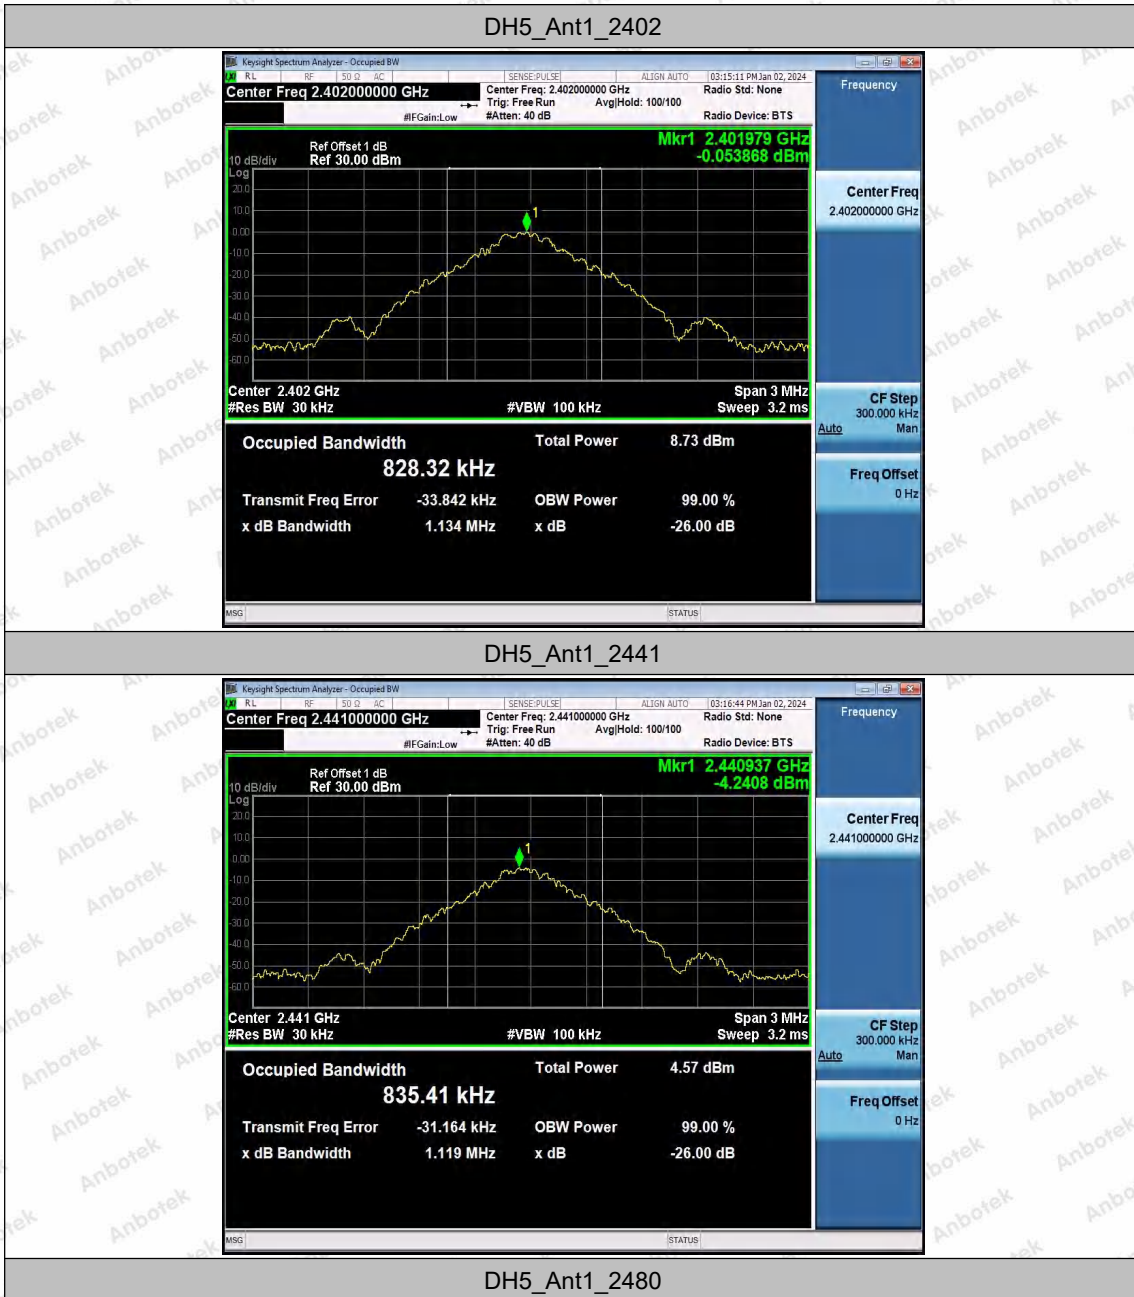 DH5_Ant1_2402
Keysight Spectrum Analyzer - Occupied BW
LXI RL RF 50 Ω AC SENSE:PULSE ALIGN AUTO 03:15:11 PM Jan 02, 2024
Center Freq 2.402000000 GHz
Center Freq: 2.402000000 GHz Radio Std: None
Trig: Free Run Avg|Hold: 100/100
#IFGain:Low #Atten: 40 dB Radio Device: BTS
Frequency
Mkr1 2.401979 GHz
-0.053868 dBm
Ref Offset 1 dB
10 dB/div Ref 30.00 dBm
Log
20.0
10.0
0.00
-10.0
-20.0
-30.0
-40.0
-50.0
-60.0
1
Center Freq
2.402000000 GHz
Center 2.402 GHz Span 3 MHz
#Res BW 30 kHz #VBW 100 kHz Sweep 3.2 ms
CF Step
300.000 kHz
Auto Man
Freq Offset
0 Hz
Occupied Bandwidth Total Power 8.73 dBm
828.32 kHz
Transmit Freq Error -33.842 kHz OBW Power 99.00 %
x dB Bandwidth 1.134 MHz x dB -26.00 dB
MSG STATUS
DH5_Ant1_2441
Keysight Spectrum Analyzer - Occupied BW
LXI RL RF 50 Ω AC SENSE:PULSE ALIGN AUTO 03:16:44 PM Jan 02, 2024
Center Freq 2.441000000 GHz
Center Freq: 2.441000000 GHz Radio Std: None
Trig: Free Run Avg|Hold: 100/100
#IFGain:Low #Atten: 40 dB Radio Device: BTS
Frequency
Mkr1 2.440937 GHz
-4.2408 dBm
Ref Offset 1 dB
10 dB/div Ref 30.00 dBm
Log
20.0
10.0
0.00
-10.0
-20.0
-30.0
-40.0
-50.0
-60.0
1
Center Freq
2.441000000 GHz
Center 2.441 GHz Span 3 MHz
#Res BW 30 kHz #VBW 100 kHz Sweep 3.2 ms
CF Step
300.000 kHz
Auto Man
Freq Offset
0 Hz
Occupied Bandwidth Total Power 4.57 dBm
835.41 kHz
Transmit Freq Error -31.164 kHz OBW Power 99.00 %
x dB Bandwidth 1.119 MHz x dB -26.00 dB
MSG STATUS
DH5_Ant1_2480